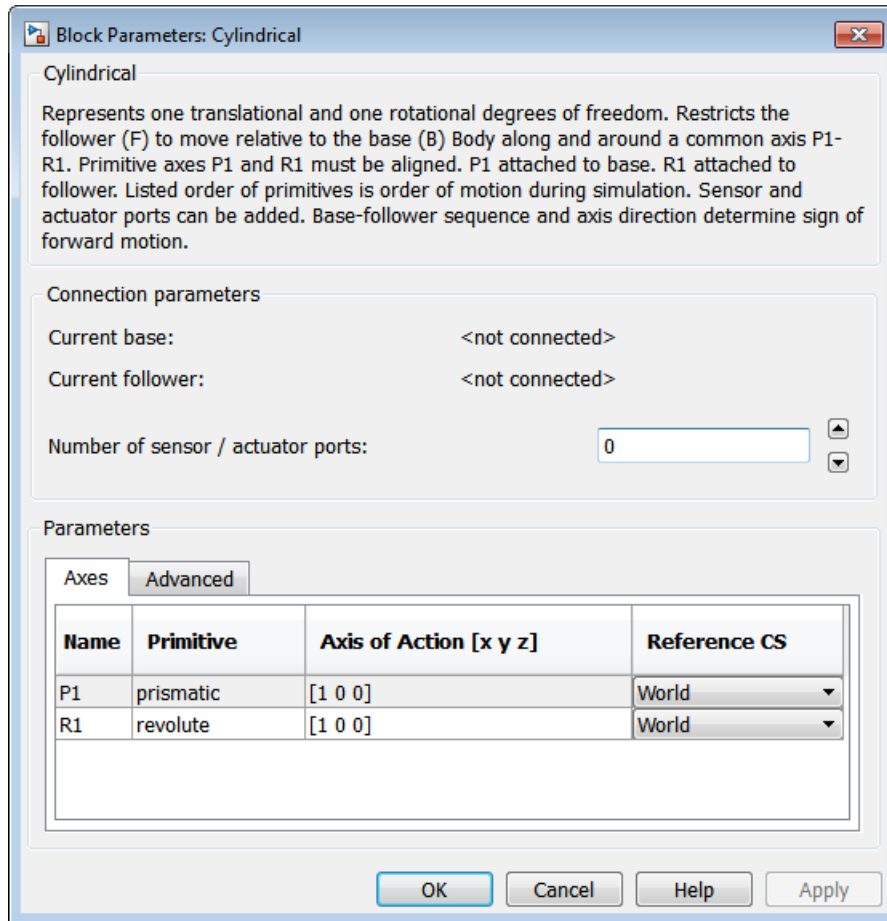 Block Parameters: Cylindrical
Cylindrical
Represents one translational and one rotational degrees of freedom. Restricts the
follower (F) to move relative to the base (B) Body along and around a common axis P1-
R1. Primitive axes P1 and R1 must be aligned. P1 attached to base. R1 attached to
follower. Listed order of primitives is order of motion during simulation. Sensor and
actuator ports can be added. Base-follower sequence and axis direction determine sign of
forward motion.
Connection parameters
Current base: <not connected>
Current follower: <not connected>
Number of sensor / actuator ports: 0
Parameters
Axes Advanced
Name Primitive Axis of Action [x y z] Reference CS
P1 prismatic [1 0 0] World
R1 revolute [1 0 0] World
OK Cancel Help Apply